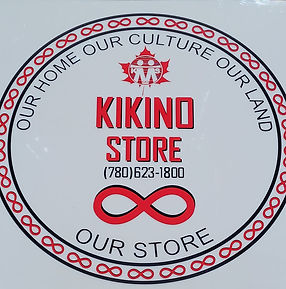 OUR HOME OUR CULTURE OUR LAND
KIKINO
STORE
(780)623-1800
OUR STORE